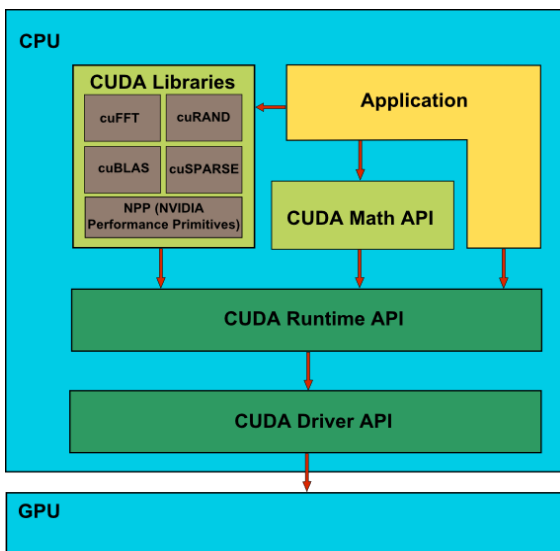 CPU
CUDA Libraries
cuFFT
cuRAND
cuBLAS
cuSPARSE
NPP (NVIDIA
Performance Primitives)
Application
CUDA Math API
CUDA Runtime API
CUDA Driver API
GPU